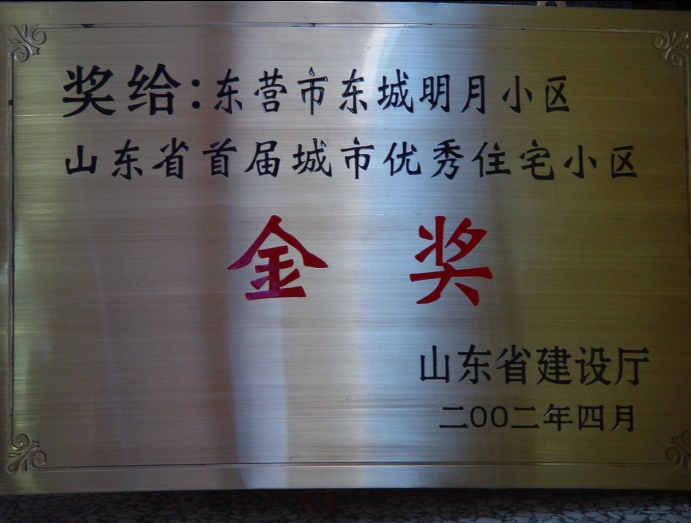 奖给:东营市东城明月小区
山东省首届城市优秀住宅小区
金奖
山东省建设厅
二OO二年四月